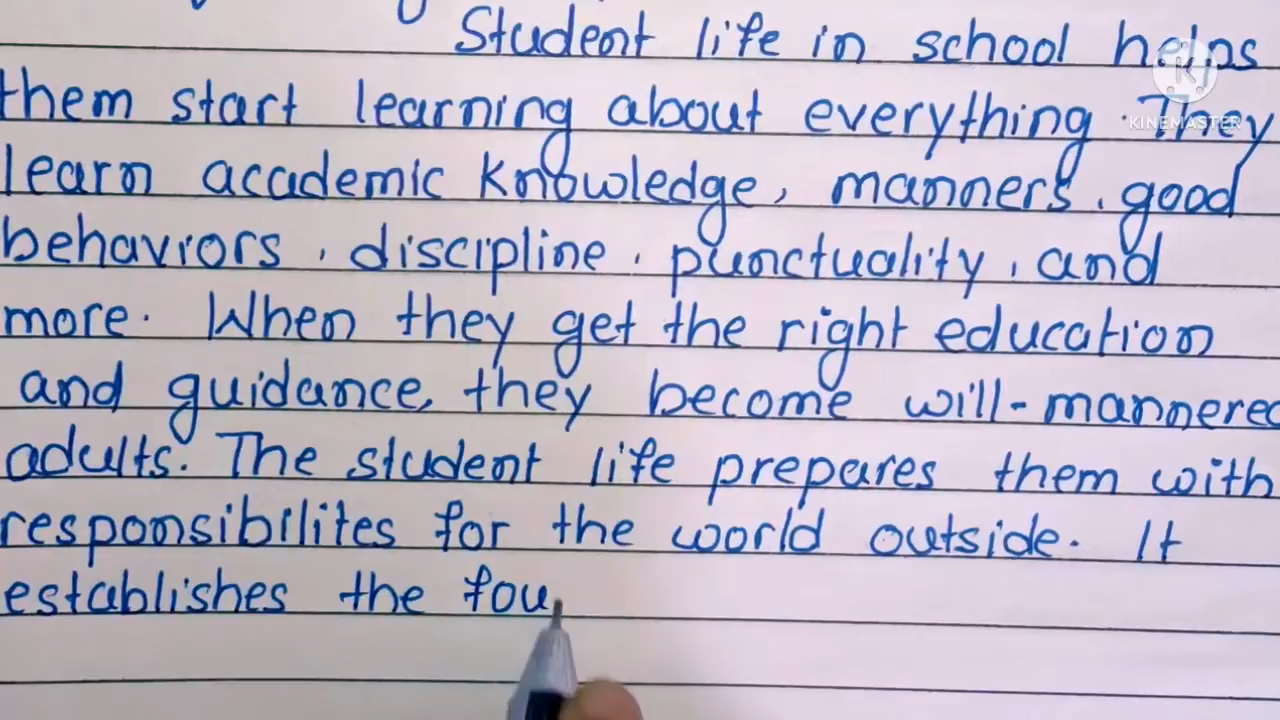 Student life in school helps
them start learning about everything. They
learn academic knowledge, manners, good
behaviors, discipline, punctuality, and
more. When they get the right education
and guidance, they become will-mannered
adults. The student life prepares them with
responsibilites for the world outside. It
establishes the fou
KINEMASTER